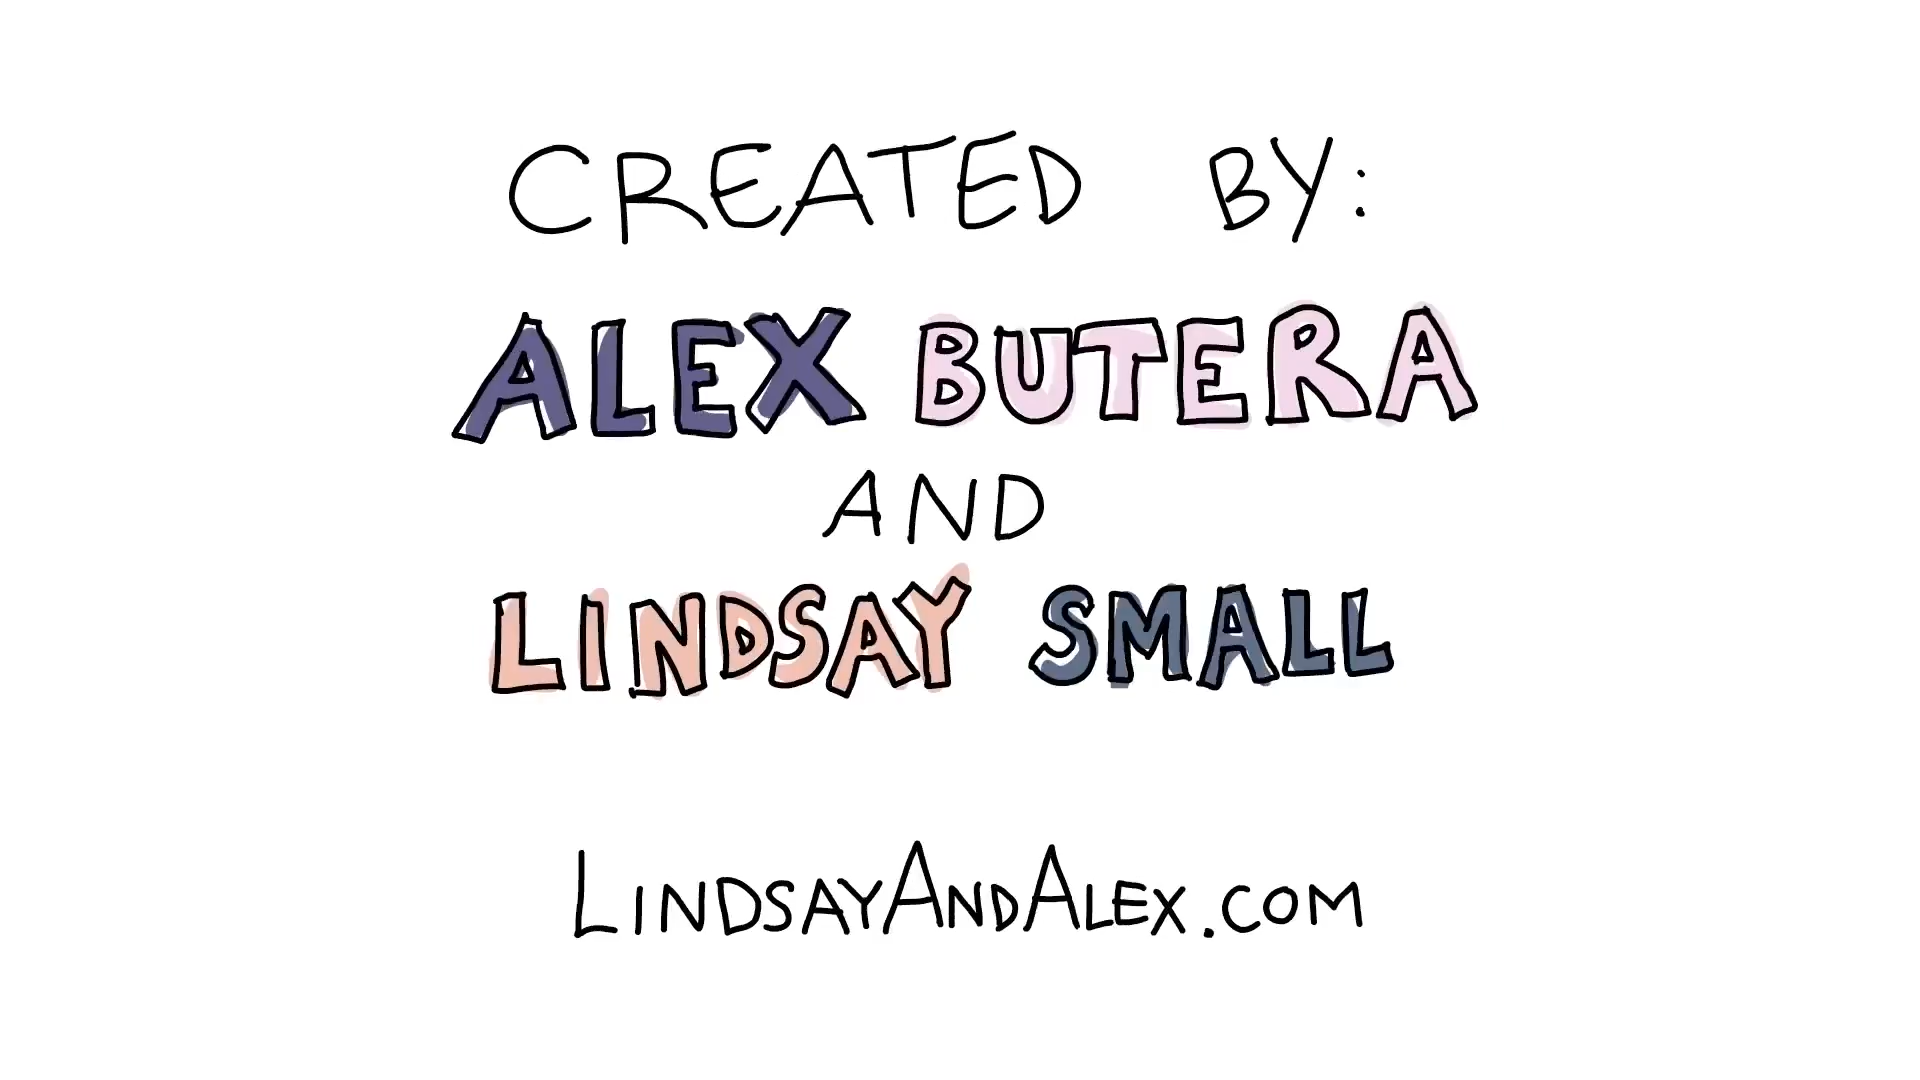 CREATED BY:
ALEX BUTERA
AND
LINDSAY SMALL
LINDSAYANDALEX.COM